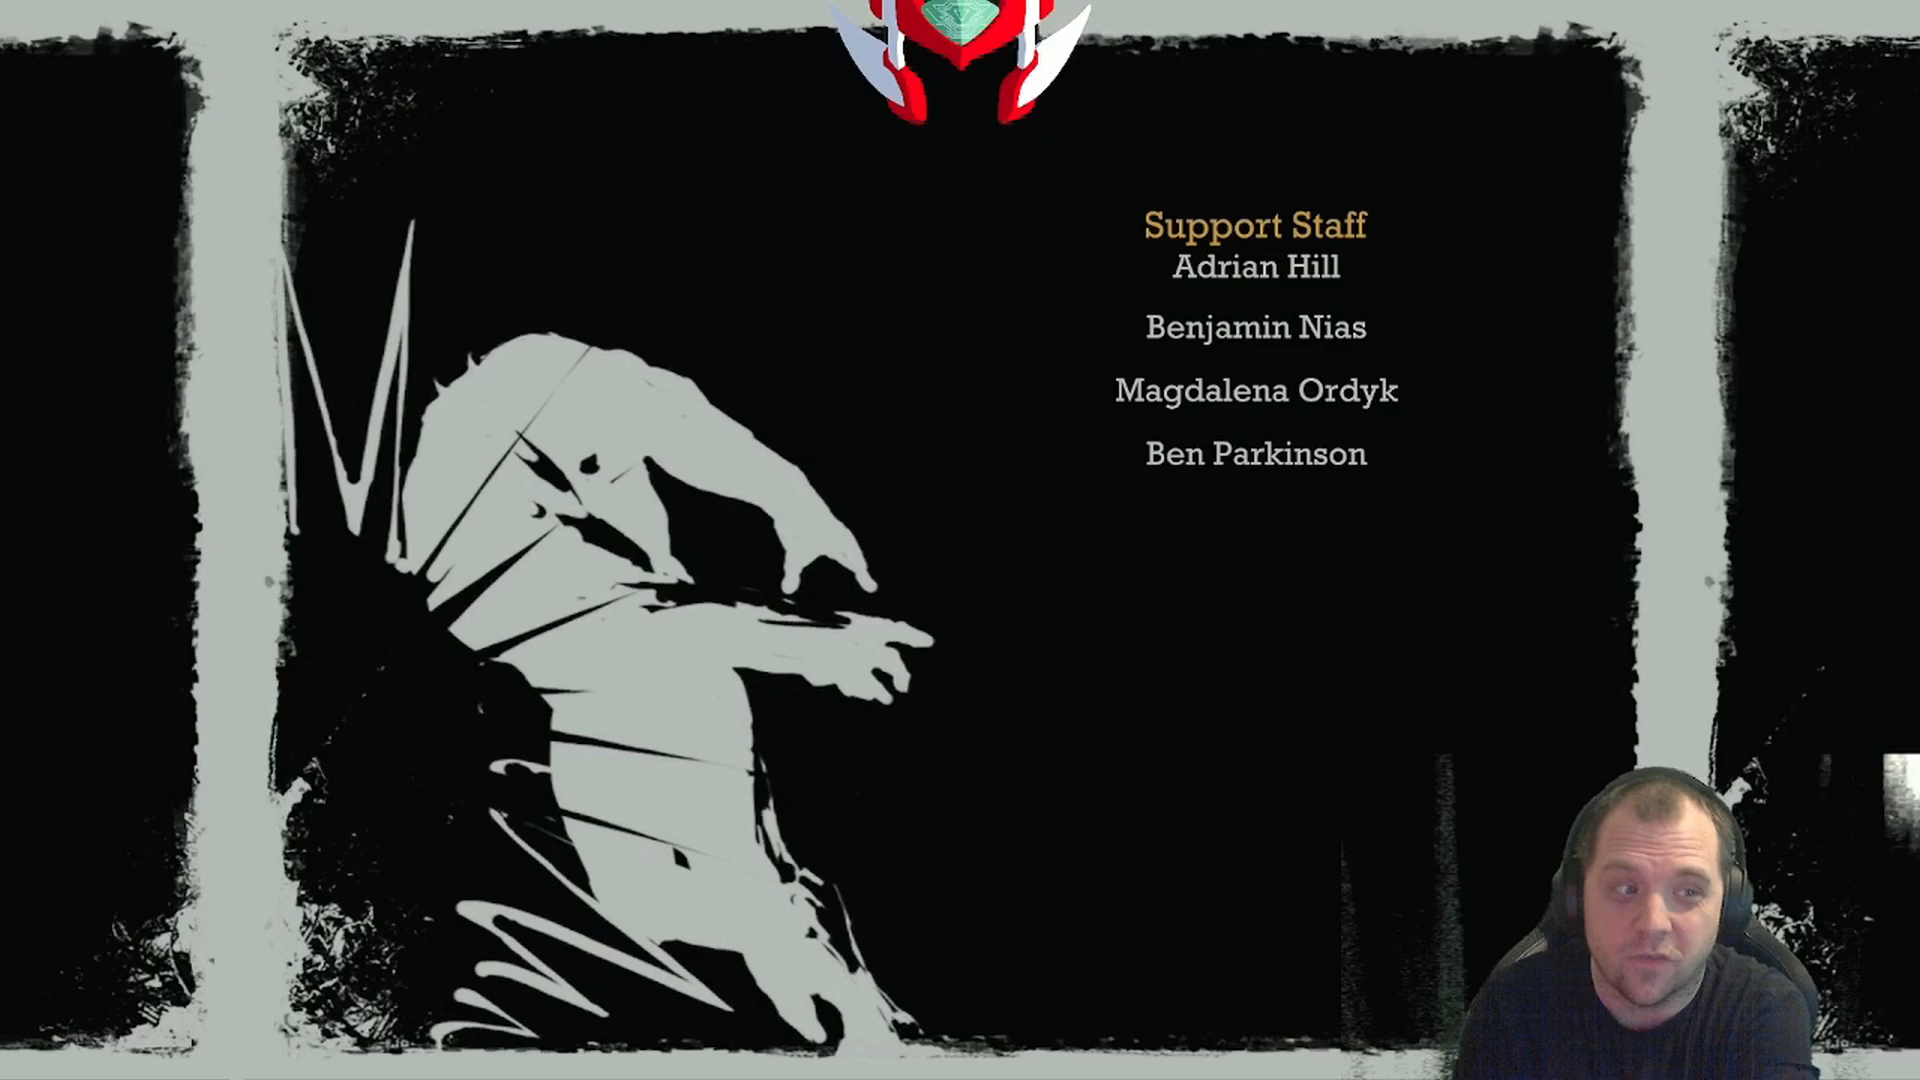 Support Staff
Adrian Hill
Benjamin Nias
Magdalena Ordyk
Ben Parkinson